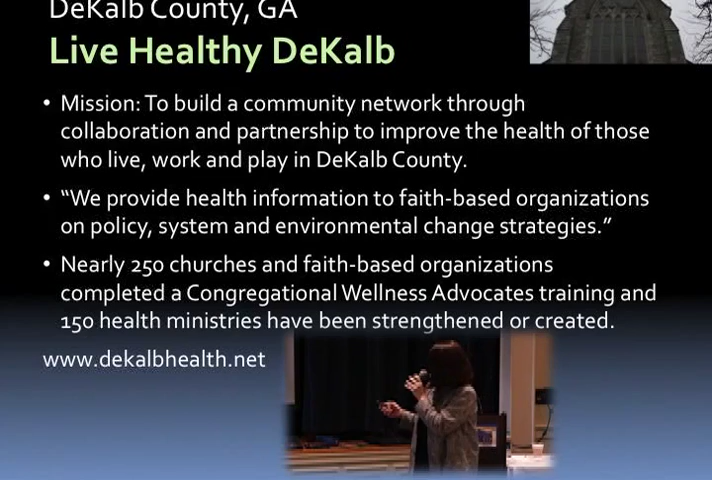 DeKalb County, GA
Live Healthy DeKalb
• Mission: To build a community network through
collaboration and partnership to improve the health of those
who live, work and play in DeKalb County.
• “We provide health information to faith-based organizations
on policy, system and environmental change strategies.”
• Nearly 250 churches and faith-based organizations
completed a Congregational Wellness Advocates training and
150 health ministries have been strengthened or created.
www.dekalbhealth.net